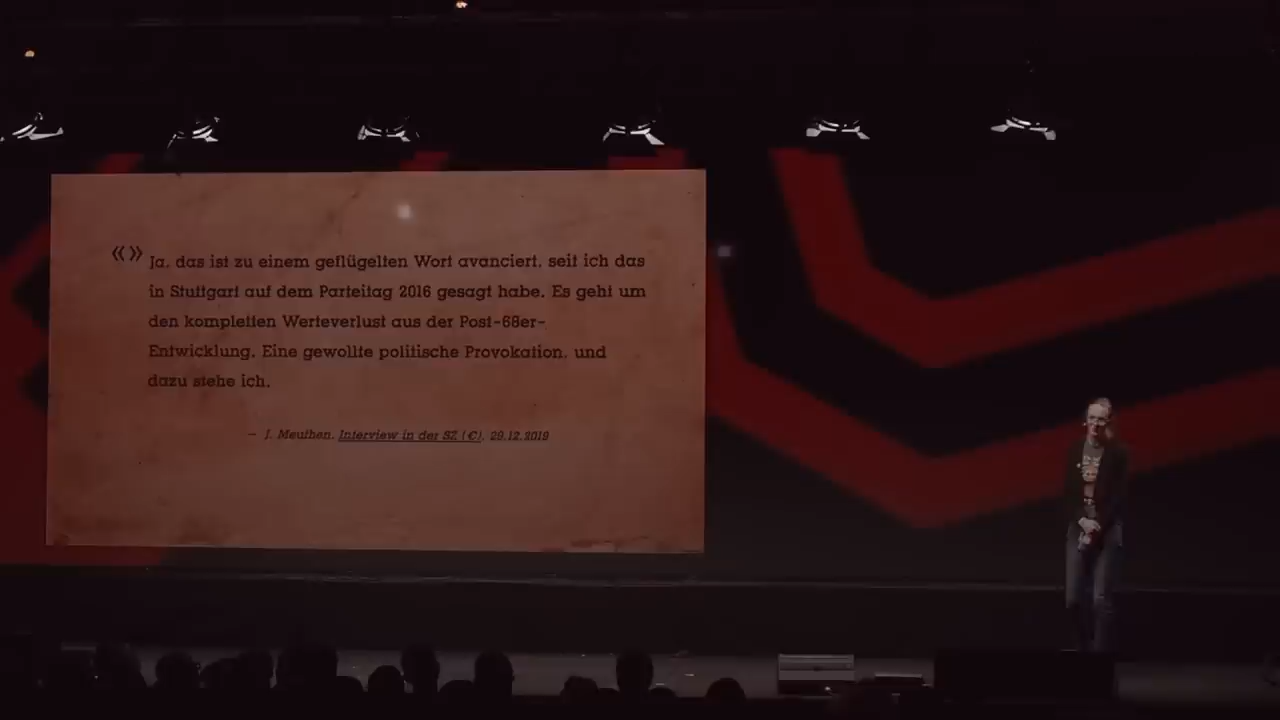 «» Ja, das ist zu einem geflügelten Wort avanciert, seit ich das
in Stuttgart auf dem Parteitag 2016 gesagt habe. Es geht um
den kompletten Werteverlust aus der Post-68er-
Entwicklung. Eine gewollte politische Provokation, und
dazu stehe ich.
— J. Meuthen, Interview in der SZ (€), 29.12.2019